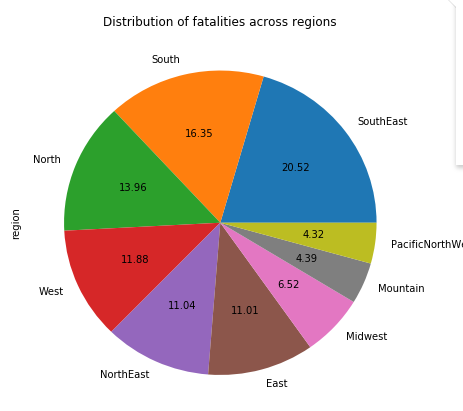 Distribution of fatalities across regions
South
SouthEast
16.35
20.52
North
13.96
region
4.32
PacificNorthWe
11.88
4.39
West
6.52
Mountain
11.04
11.01
Midwest
NorthEast
East